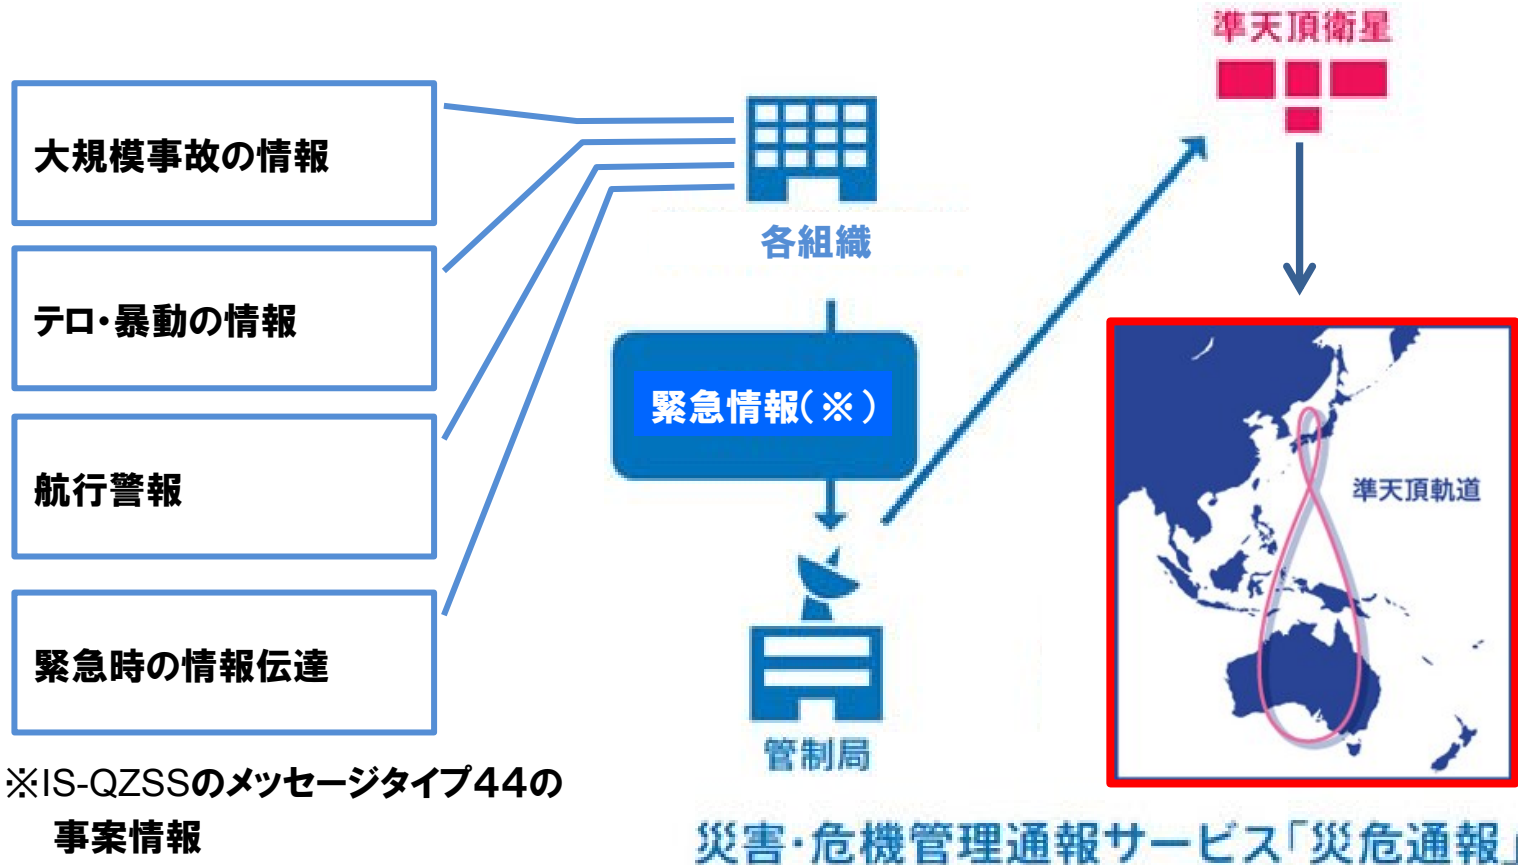 準天頂衛星
大規模事故の情報
各組織
テロ・暴動の情報
緊急情報(※)
航行警報
準天頂軌道
緊急時の情報伝達
管制局
※IS-QZSSのメッセージタイプ44の
事案情報
災害・危機管理通報サービス「災危通報」